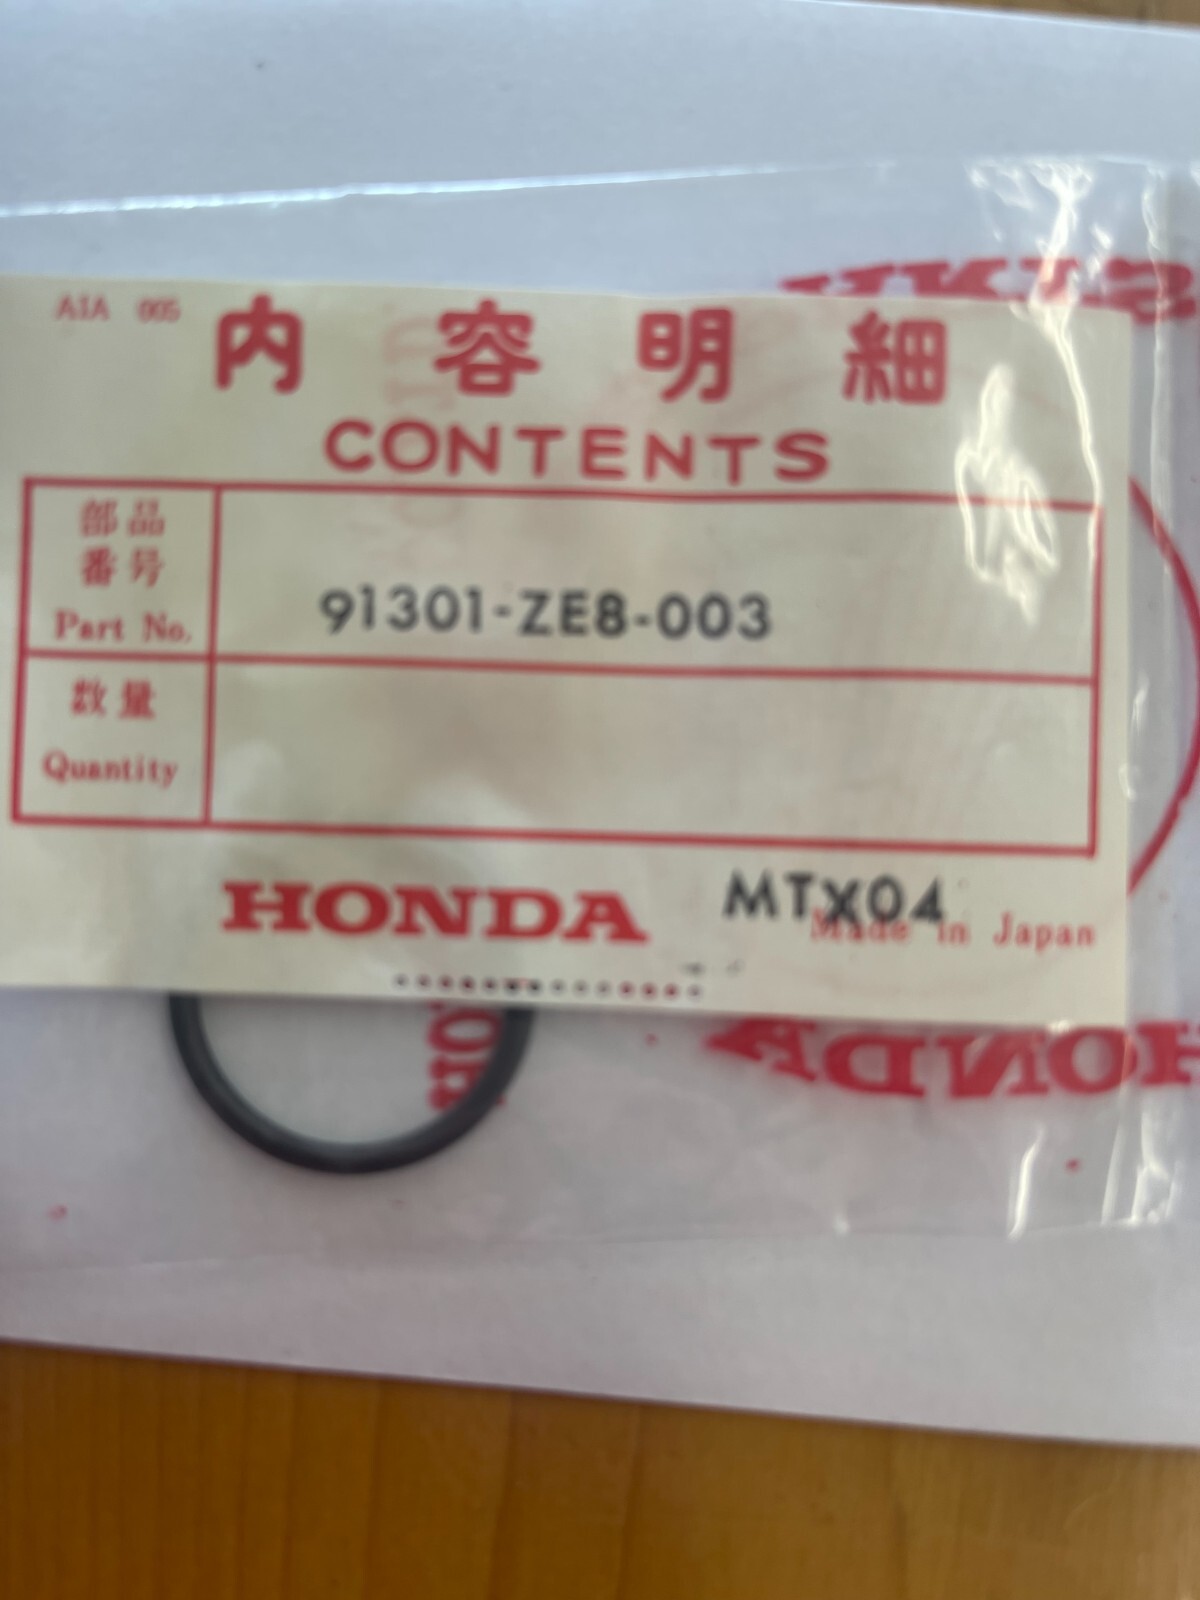 AIA 005
内容明細
CONTENTS
部品
番号
Part No.
91301-ZE8-003
数量
Quantity
HONDA
MTX04
Made in Japan
HONDA